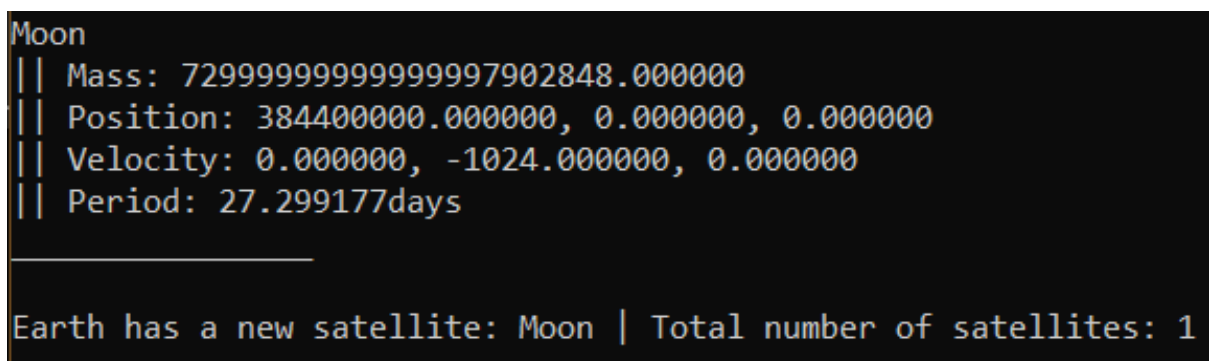 Moon
|| Mass: 72999999999999997902848.000000
|| Position: 384400000.000000, 0.000000, 0.000000
|| Velocity: 0.000000, -1024.000000, 0.000000
|| Period: 27.299177days
_________________
Earth has a new satellite: Moon | Total number of satellites: 1